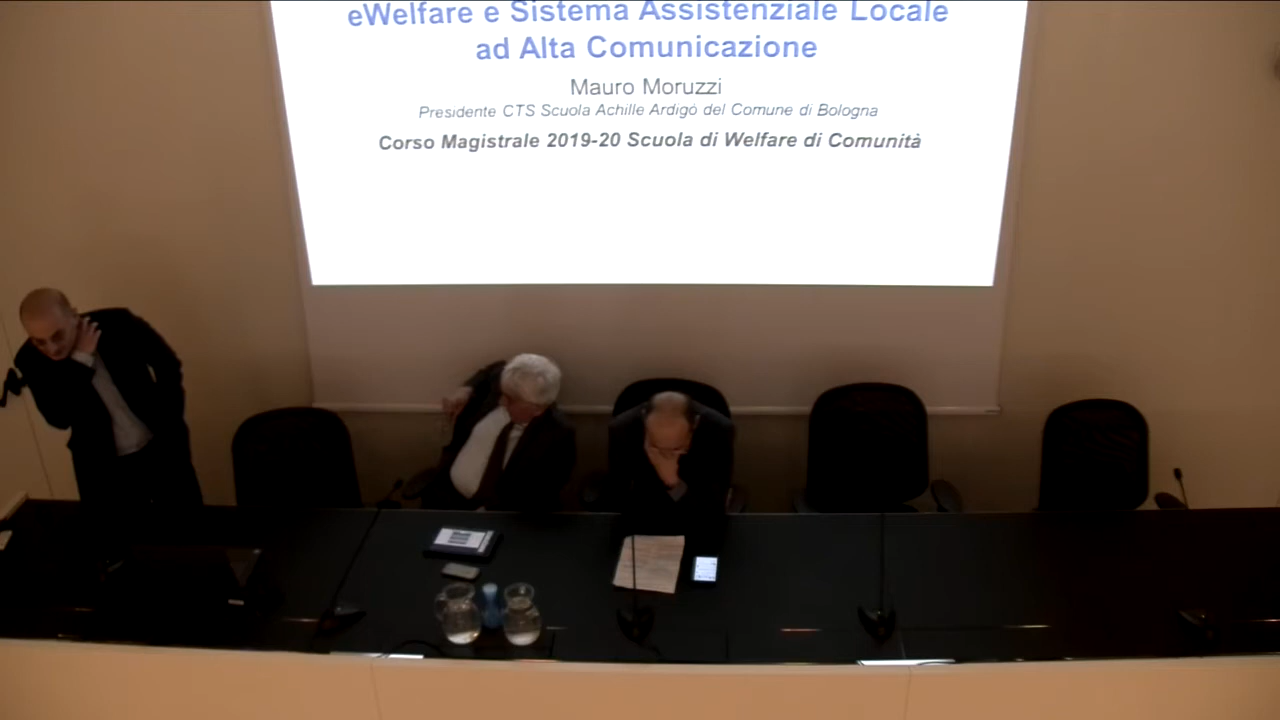 eWelfare e Sistema Assistenziale Locale
ad Alta Comunicazione
Mauro Moruzzi
Presidente CTS Scuola Achille Ardigò del Comune di Bologna
Corso Magistrale 2019-20 Scuola di Welfare di Comunità